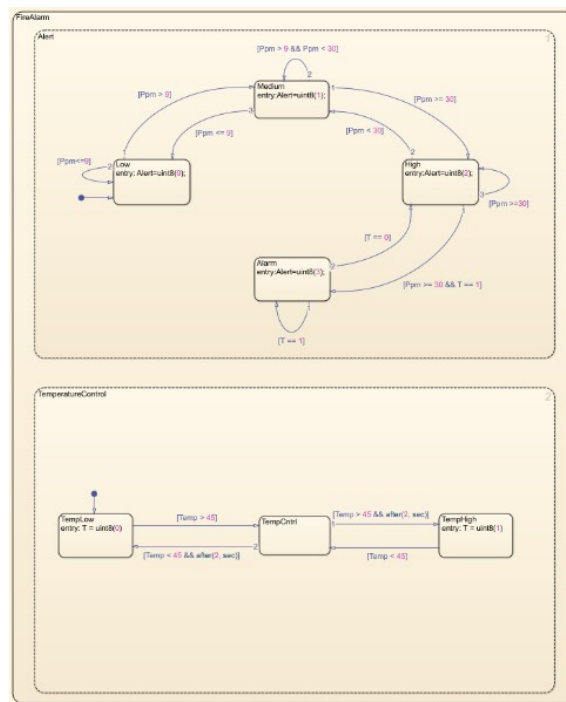 FireAlarm
Alert
1
[Ppm > 9 && Ppm < 30]
2
Medium
entry:Alert=uint8(1);
1
3
[Ppm > 9]
[Ppm >= 30]
[Ppm <= 9]
[Ppm < 30]
1
2
[Ppm<=9]
2
Low
entry: Alert=uint8(0);
High
entry:Alert=uint8(2);
3
[Ppm >=30]
1
[T == 0]
Alarm
entry:Alert=uint8(3);
2
[Ppm >= 30 && T == 1]
1
[T == 1]
TemperatureControl
2
TempLow
entry: T = uint8(0)
[Temp > 45]
TempCntrl
[Temp > 45 && after(2, sec)]
1
TempHigh
entry: T = uint8(1)
2
[Temp < 45 && after(2, sec)]
[Temp < 45]